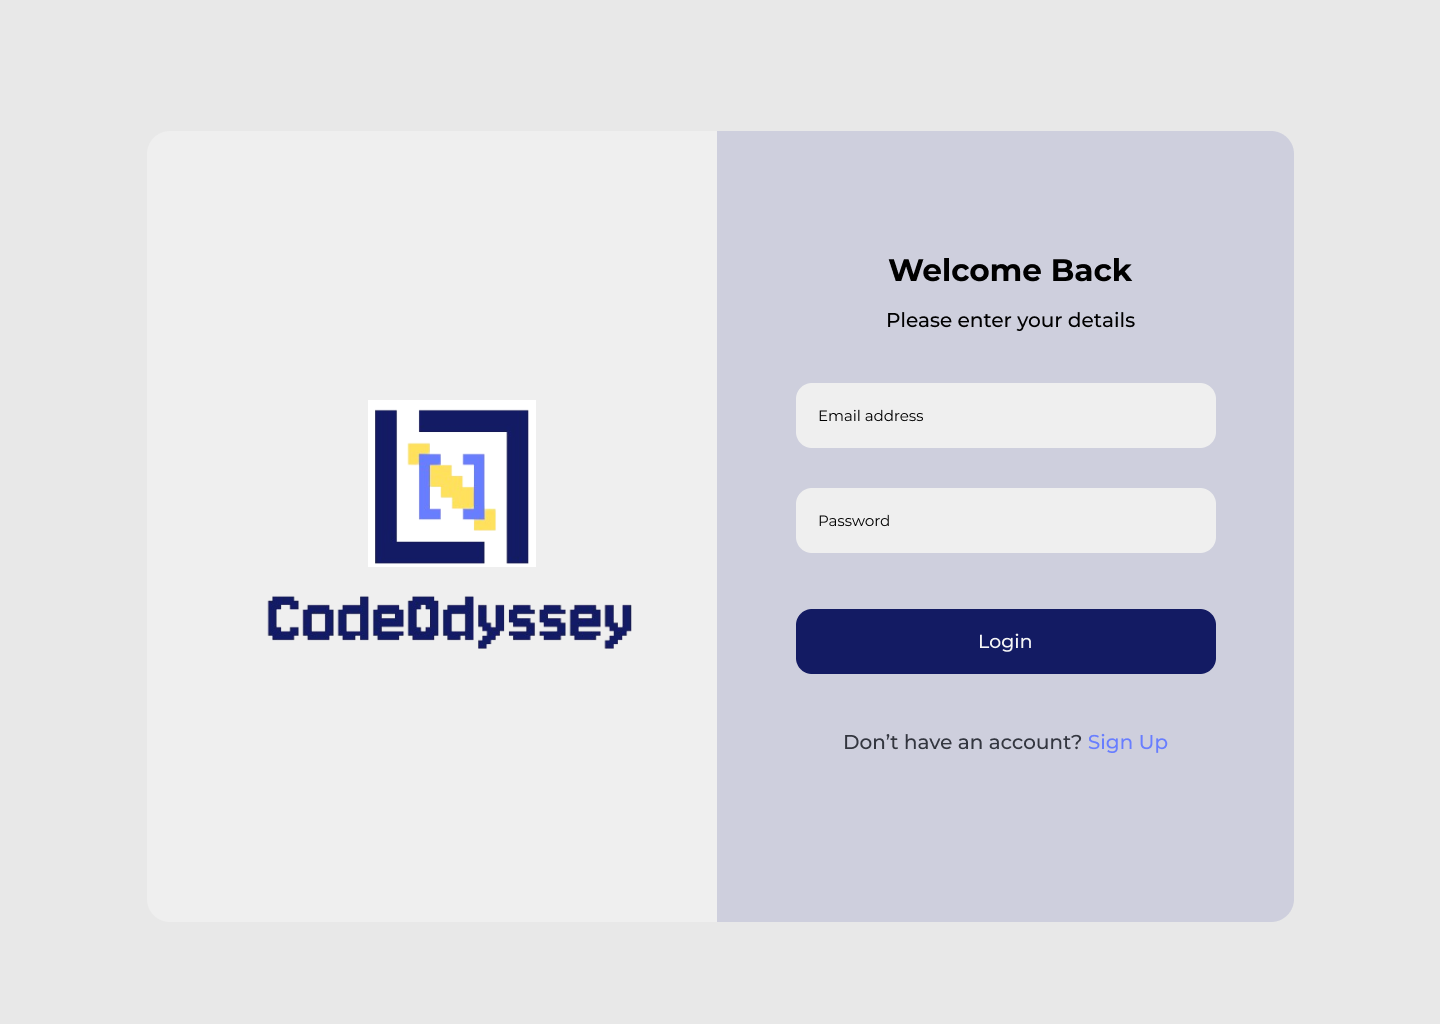 CodeOdyssey
Welcome Back
Please enter your details
Email address
Password
Login
Don’t have an account? Sign Up